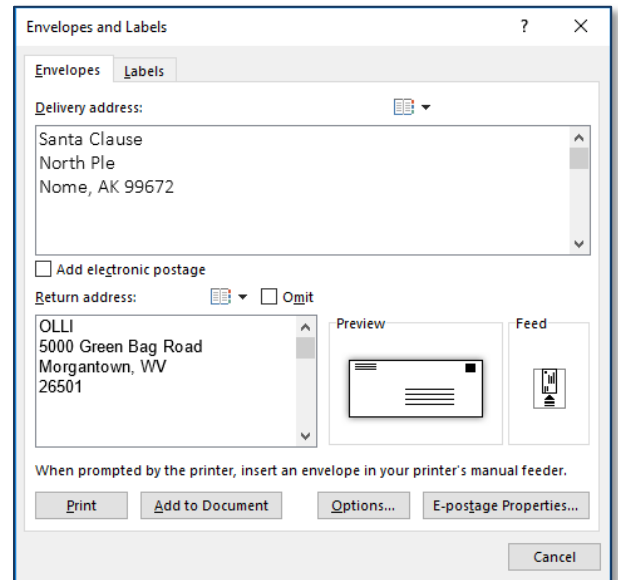 Envelopes and Labels ? ×
Envelopes Labels
Delivery address:
Santa Clause
North Ple
Nome, AK 99672
Add electronic postage
Return address: Omit
OLLI
5000 Green Bag Road
Morgantown, WV
26501
Preview
Feed
When prompted by the printer, insert an envelope in your printer's manual feeder.
Print Add to Document Options... E-postage Properties...
Cancel